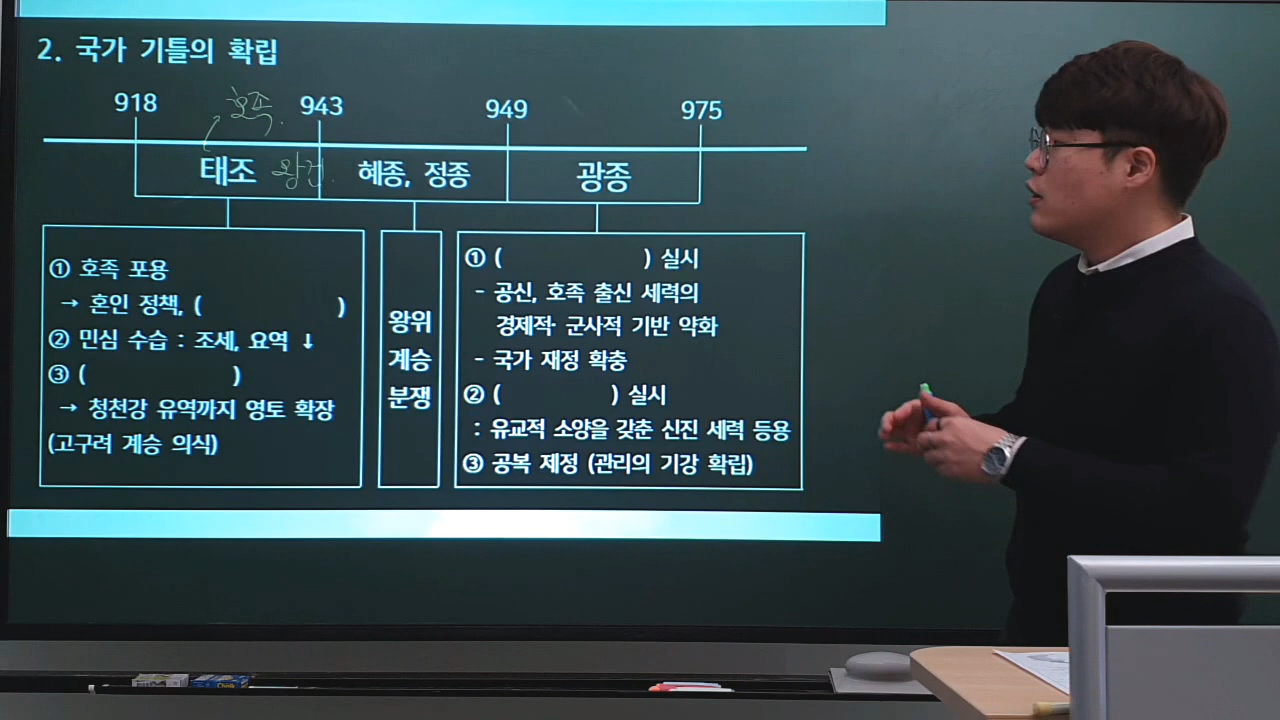 2. 국가 기틀의 확립
호족
918 943 949 975
태조 왕건 혜종, 정종 광종
① 호족 포용
→ 혼인 정책, ( )
② 민심 수습 : 조세, 요역 ↓
③ ( )
→ 청천강 유역까지 영토 확장
(고구려 계승 의식)
왕위
계승
분쟁
① ( ) 실시
- 공신, 호족 출신 세력의
경제적· 군사적 기반 약화
- 국가 재정 확충
② ( ) 실시
: 유교적 소양을 갖춘 신진 세력 등용
③ 공복 제정 (관리의 기강 확립)